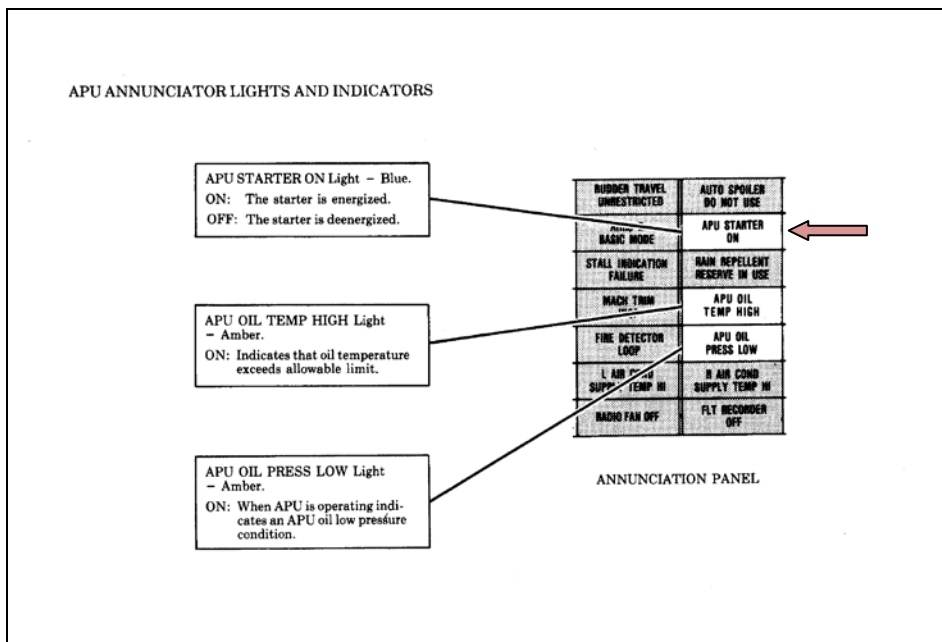 APU ANNUNCIATOR LIGHTS AND INDICATORS
APU STARTER ON Light – Blue.
ON: The starter is energized.
OFF: The starter is deenergized.
APU OIL TEMP HIGH Light
– Amber.
ON: Indicates that oil temperature
exceeds allowable limit.
APU OIL PRESS LOW Light
– Amber.
ON: When APU is operating indi-
cates an APU oil low pressure
condition.
RUDDER TRAVEL
UNRESTRICTED
AUTO SPOILER
DO NOT USE
BASIC MODE
APU STARTER
ON
STALL INDICATION
FAILURE
RAIN REPELLENT
RESERVE IN USE
MACH TRIM
APU OIL
TEMP HIGH
FIRE DETECTOR
LOOP
APU OIL
PRESS LOW
L AIR COND
SUPPLY TEMP HI
R AIR COND
SUPPLY TEMP HI
RADIO FAN OFF
FLT RECORDER
OFF
ANNUNCIATION PANEL